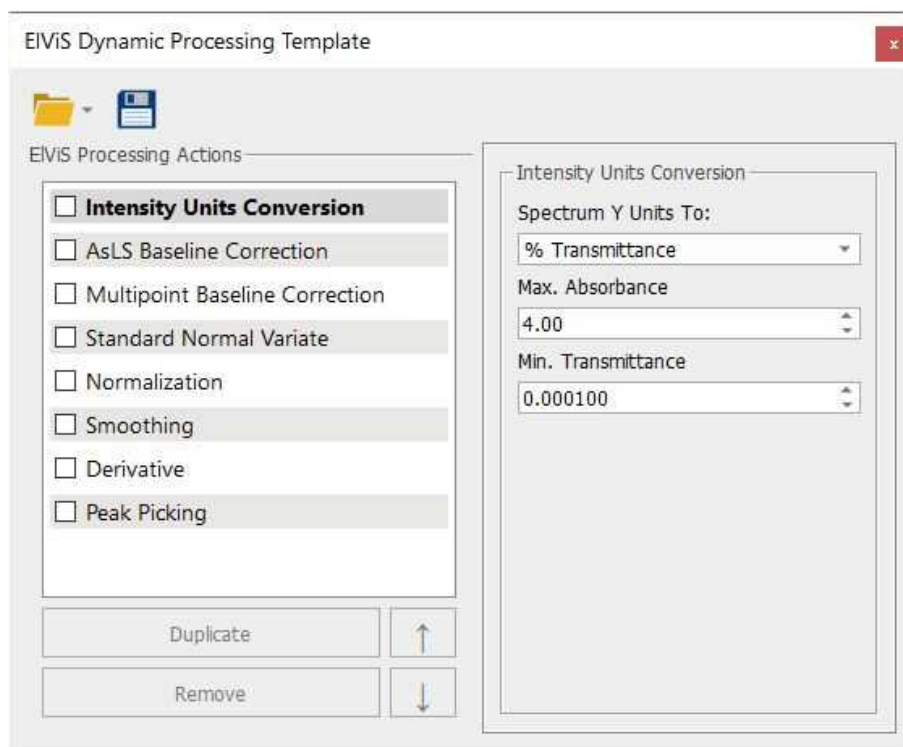 ElViS Dynamic Processing Template
x
ElViS Processing Actions
Intensity Units Conversion
AsLS Baseline Correction
Multipoint Baseline Correction
Standard Normal Variate
Normalization
Smoothing
Derivative
Peak Picking
Duplicate
Remove
Intensity Units Conversion
Spectrum Y Units To:
% Transmittance
Max. Absorbance
4.00
Min. Transmittance
0.000100